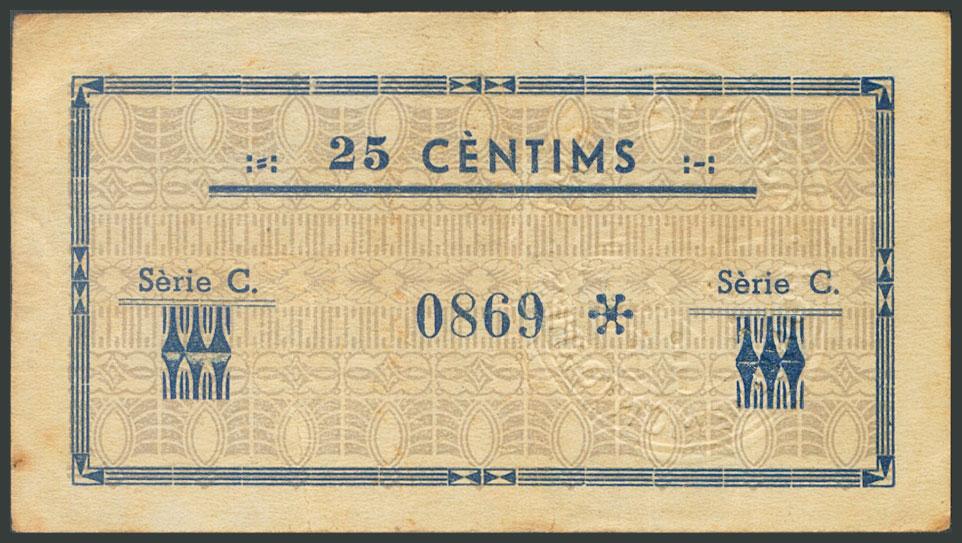 25 CÈNTIMS
Sèrie C.
Sèrie C.
0869 *